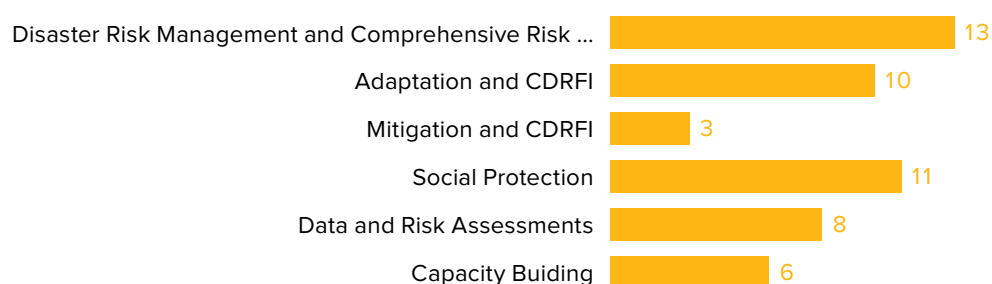 Disaster Risk Management and Comprehensive Risk ... 13
Adaptation and CDRFI 10
Mitigation and CDRFI 3
Social Protection 11
Data and Risk Assessments 8
Capacity Buiding 6